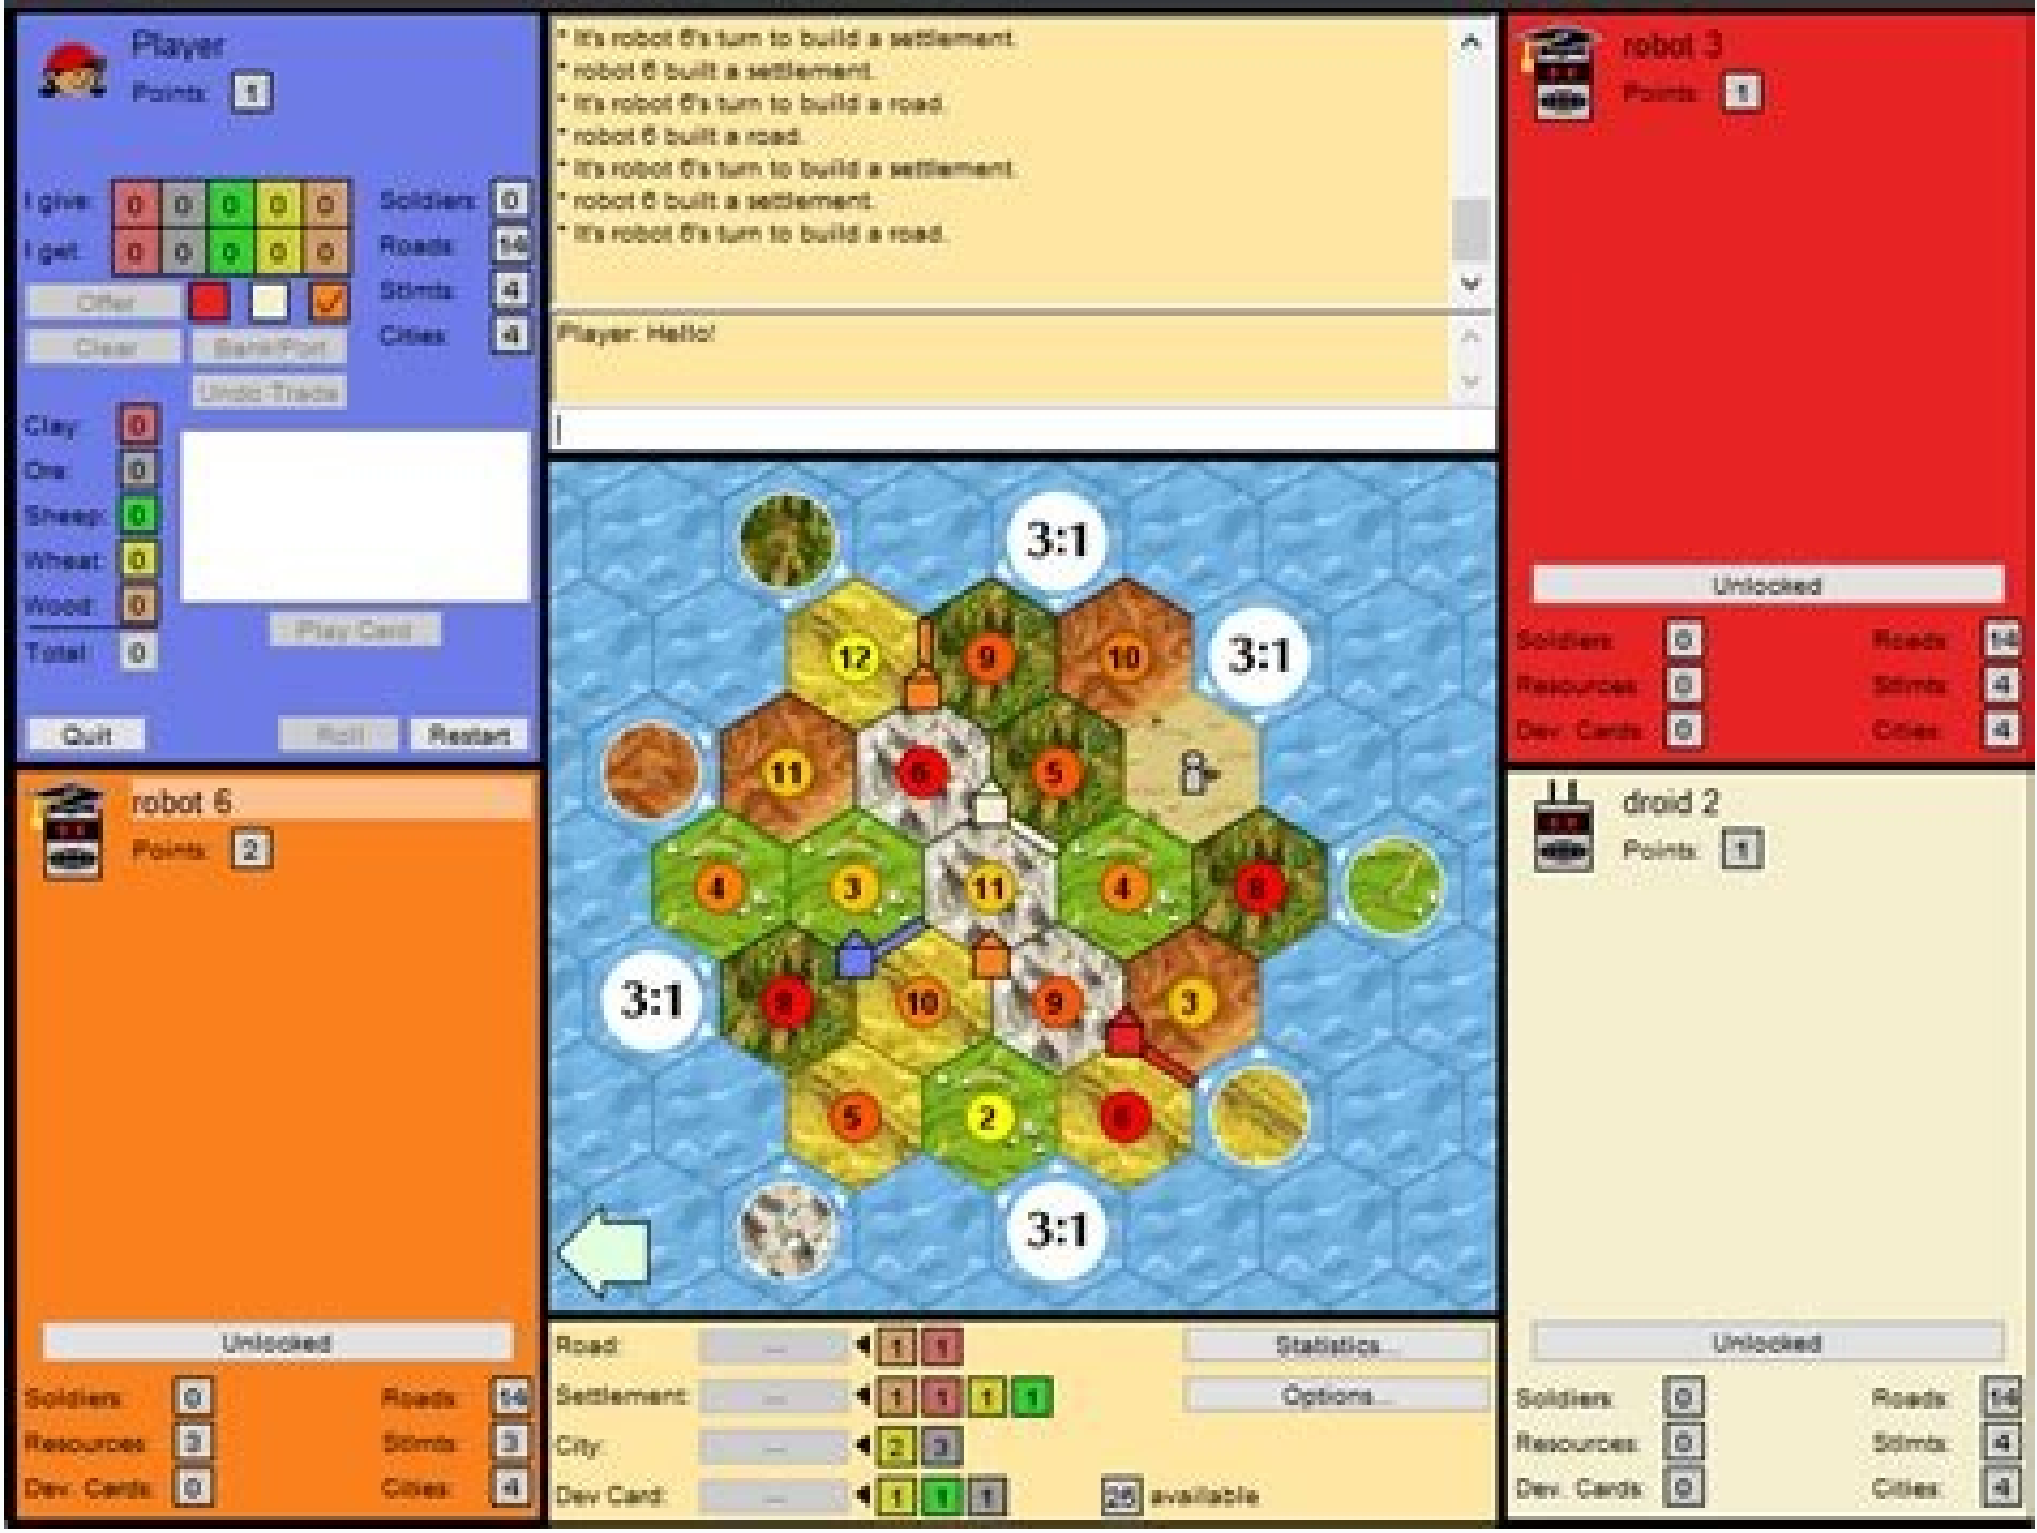 Player
Points: 1
I give: 0 0 0 0 0
I get: 0 0 0 0 0
Offer
Clear
Bank/Port
Undo Trade
Soldiers: 0
Roads: 14
Stlmts: 4
Cities: 4
Clay: 0
Ore: 0
Sheep: 0
Wheat: 0
Wood: 0
Total: 0
Play Card
Quit
Roll
Restart
* It's robot 6's turn to build a settlement.
* robot 6 built a settlement.
* It's robot 6's turn to build a road.
* robot 6 built a road.
* It's robot 6's turn to build a settlement.
* robot 6 built a settlement.
* It's robot 6's turn to build a road.
Player: Hello!
robot 3
Points: 1
Unlocked
Soldiers: 0
Roads: 14
Resources: 0
Stlmts: 4
Dev. Cards: 0
Cities: 4
robot 6
Points: 2
Unlocked
Soldiers: 0
Roads: 14
Resources: 3
Stlmts: 3
Dev. Cards: 0
Cities: 4
3:1
12 9 10 3:1
11 6 5
4 3 11 4 8
3:1 8 10 9 3
5 2 6
3:1
Road: --- 1 1
Statistics...
Settlement: --- 1 1 1 1
Options...
City: --- 2 3
Dev Card: --- 1 1 1
25 available
droid 2
Points: 1
Unlocked
Soldiers: 0
Roads: 14
Resources: 0
Stlmts: 4
Dev. Cards: 0
Cities: 4